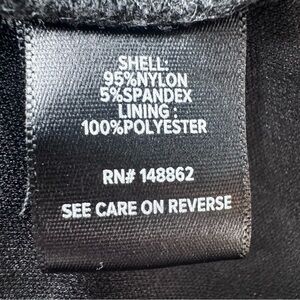 SHELL:
95%NYLON
5%SPANDEX
LINING :
100%POLYESTER
RN# 148862
SEE CARE ON REVERSE